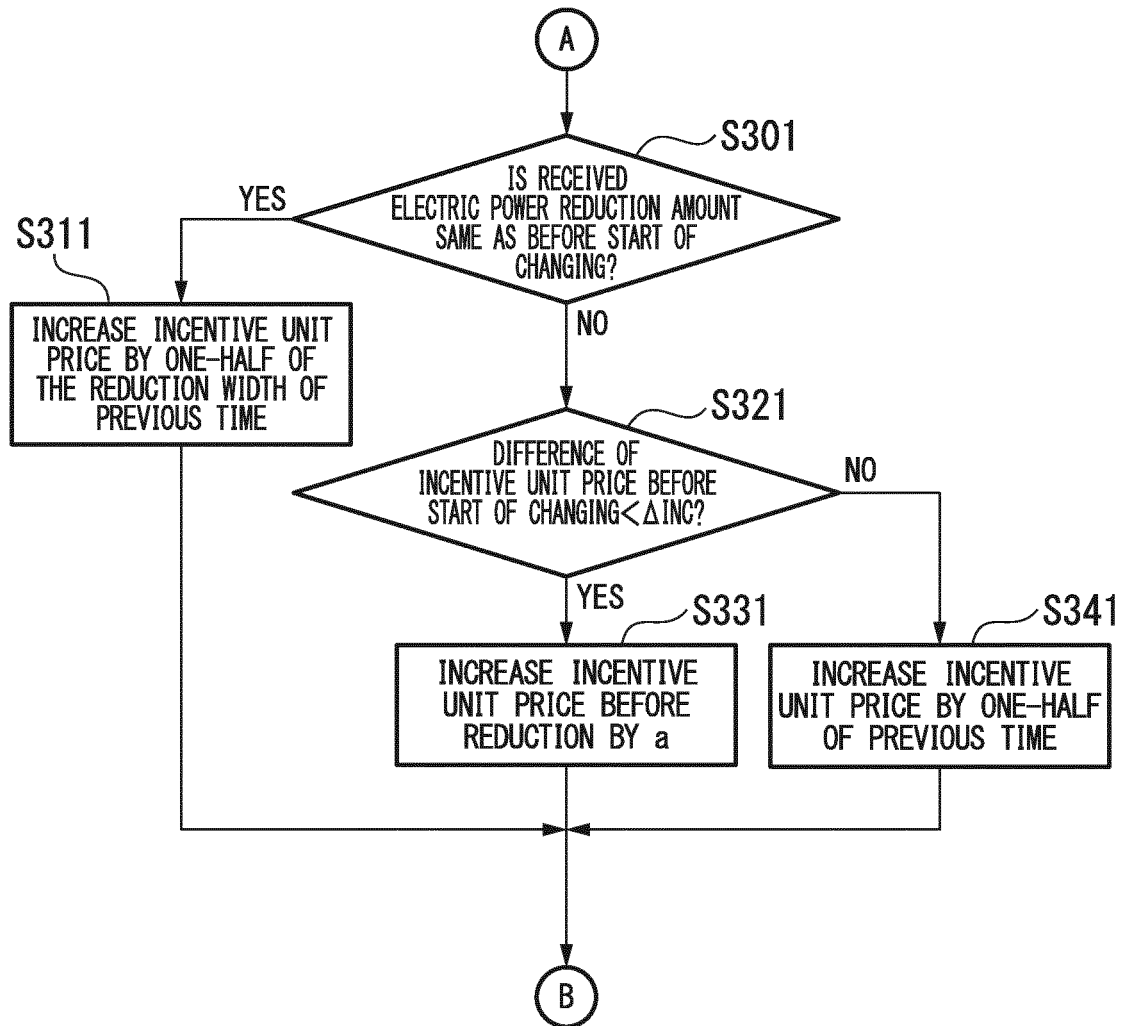 A
S301
IS RECEIVED
ELECTRIC POWER REDUCTION AMOUNT
SAME AS BEFORE START OF
CHANGING?
YES
S311
INCREASE INCENTIVE UNIT
PRICE BY ONE-HALF OF
THE REDUCTION WIDTH OF
PREVIOUS TIME
NO
S321
DIFFERENCE OF
INCENTIVE UNIT PRICE BEFORE
START OF CHANGING<ΔINC?
NO
YES
S331
INCREASE INCENTIVE
UNIT PRICE BEFORE
REDUCTION BY a
S341
INCREASE INCENTIVE
UNIT PRICE BY ONE-HALF
OF PREVIOUS TIME
B